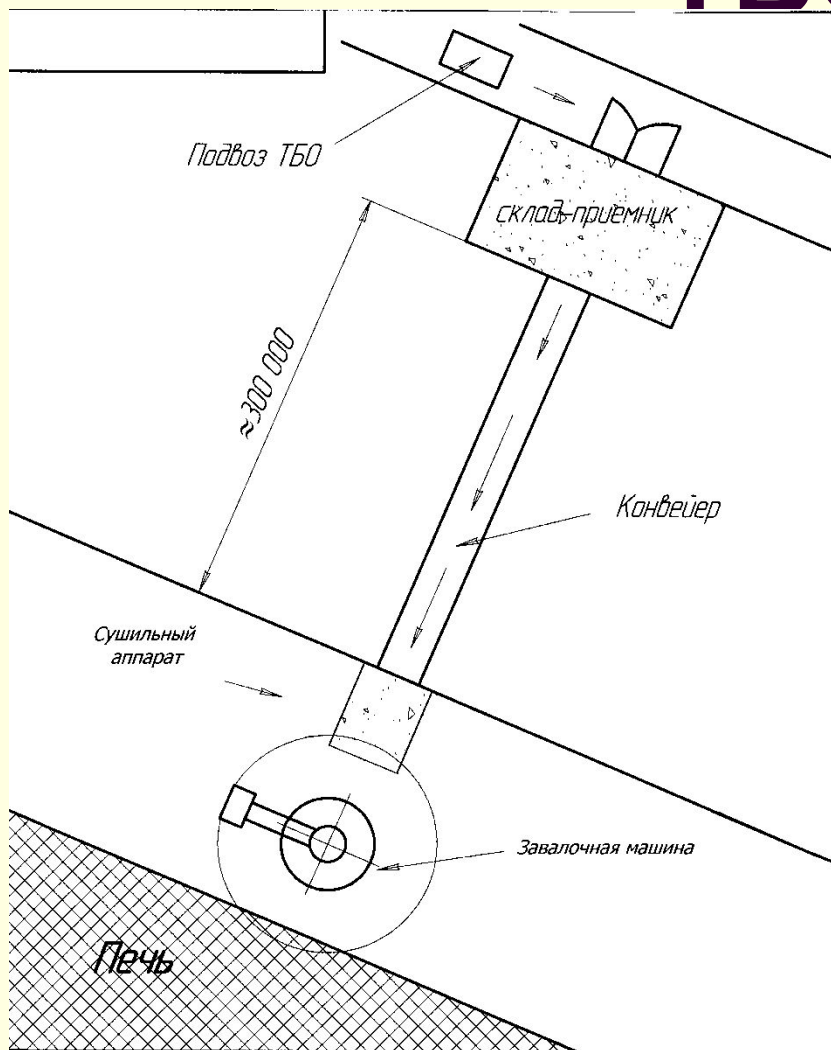 Подвоз ТБО
склад-приемник
≈300 000
Конвейер
Сушильный
аппарат
Завалочная машина
Печь